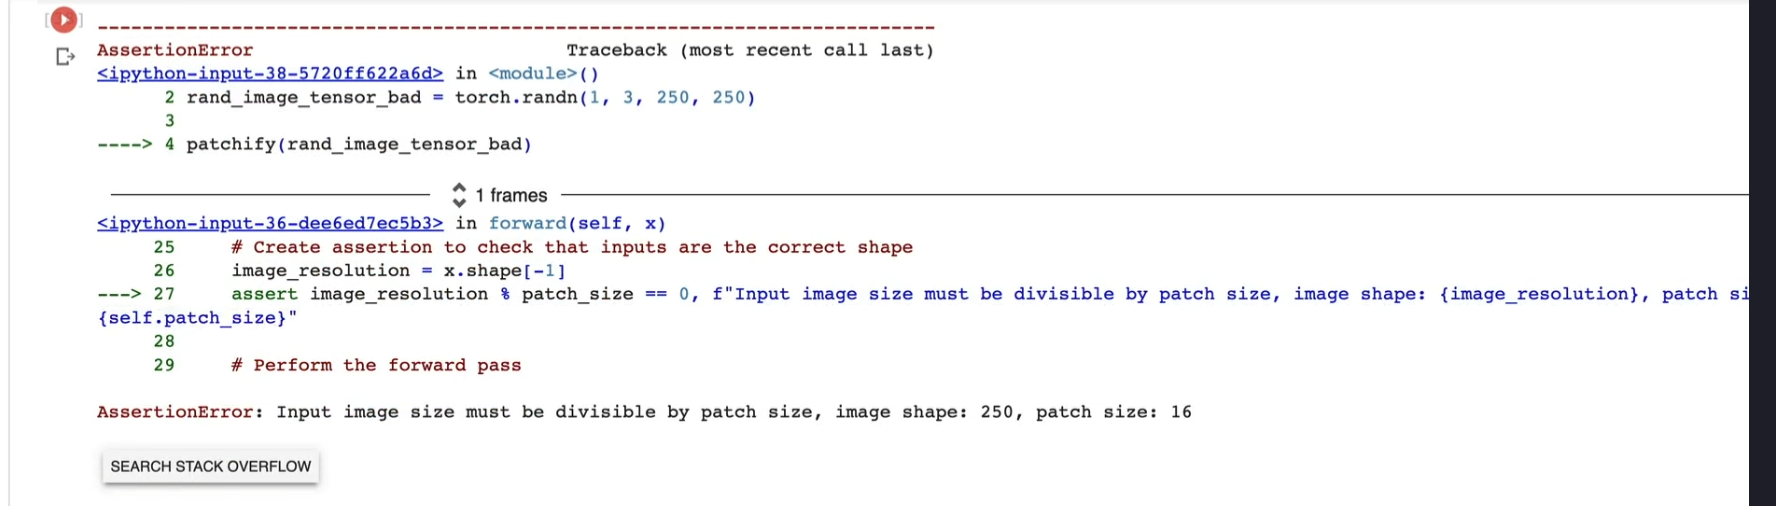 --------------------------------------------------------------------------
AssertionError                            Traceback (most recent call last)
<ipython-input-38-5720ff622a6d> in <module>()
      2 rand_image_tensor_bad = torch.randn(1, 3, 250, 250)
      3
----> 4 patchify(rand_image_tensor_bad)
1 frames
<ipython-input-36-dee6ed7ec5b3> in forward(self, x)
     25     # Create assertion to check that inputs are the correct shape
     26     image_resolution = x.shape[-1]
---> 27     assert image_resolution % patch_size == 0, f"Input image size must be divisible by patch size, image shape: {image_resolution}, patch si
{self.patch_size}"
     28
     29     # Perform the forward pass
AssertionError: Input image size must be divisible by patch size, image shape: 250, patch size: 16
SEARCH STACK OVERFLOW